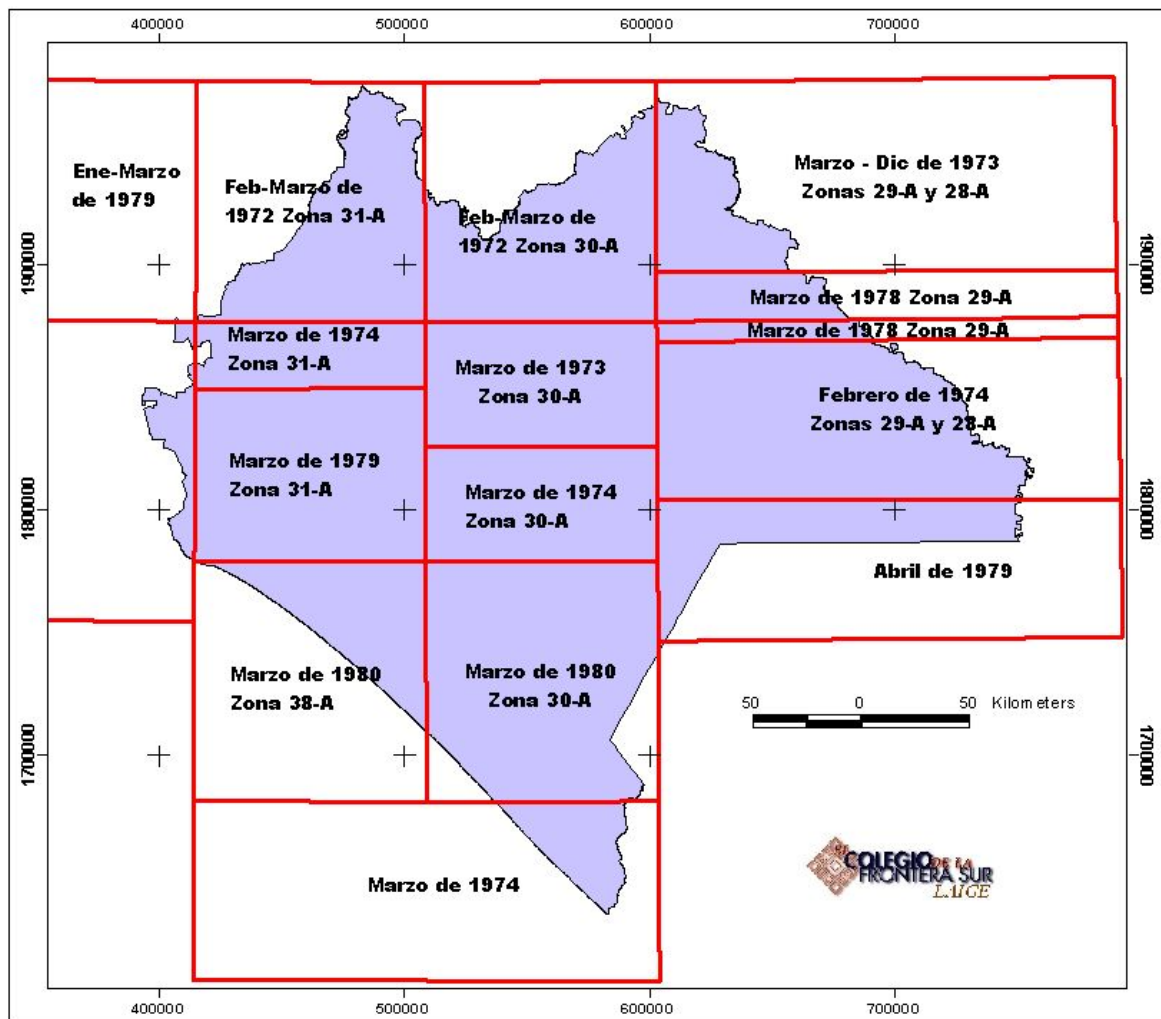 400000 500000 600000 700000
Ene-Marzo
de 1979
Feb-Marzo de
1972 Zona 31-A
Feb-Marzo de
1972 Zona 30-A
Marzo - Dic de 1973
Zonas 29-A y 28-A
1900000 1900000
Marzo de 1978 Zona 29-A
Marzo de 1978 Zona 29-A
Marzo de 1974
Zona 31-A
Marzo de 1973
Zona 30-A
Febrero de 1974
Zonas 29-A y 28-A
Marzo de 1979
Zona 31-A
Marzo de 1974
Zona 30-A
1800000 1800000
Abril de 1979
Marzo de 1980
Zona 38-A
Marzo de 1980
Zona 30-A
50 0 50 Kilometers
1700000 1700000
Marzo de 1974
El
COLEGIO DE LA
FRONTERA SUR
LAIGE
400000 500000 600000 700000